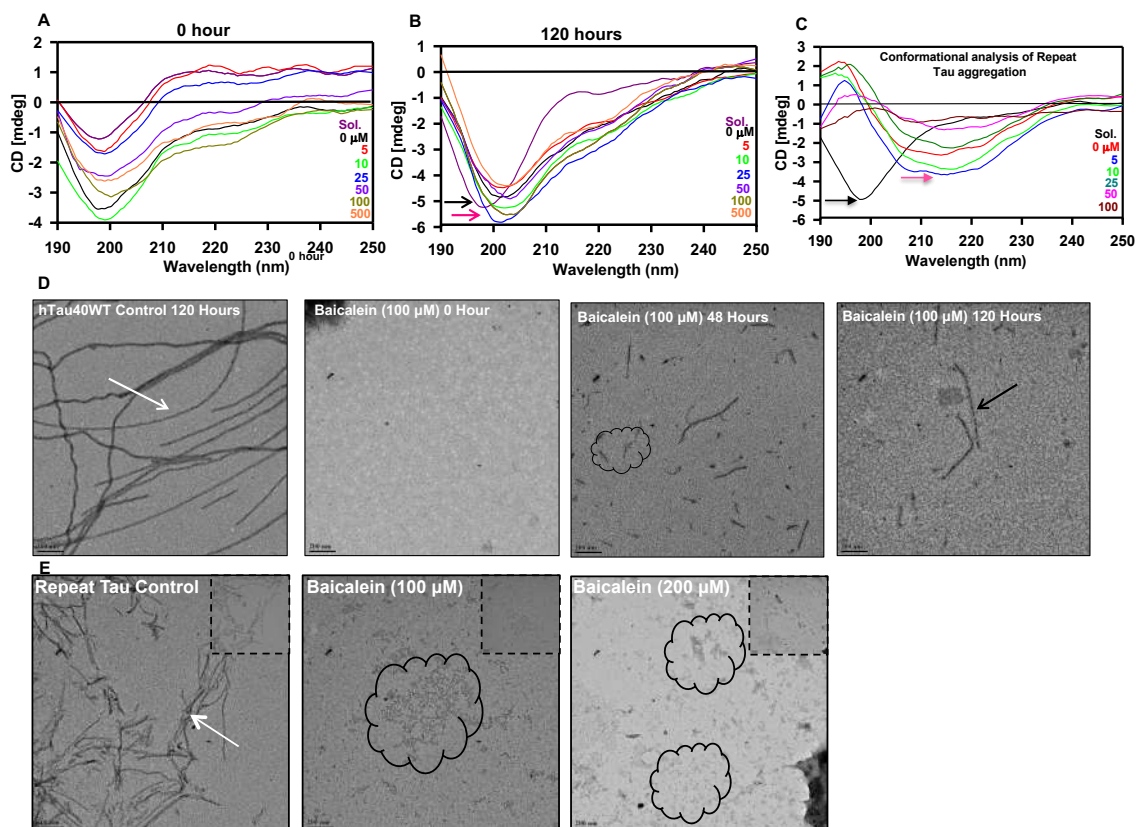 A
0 hour
2
1
0
-1
-2
-3
-4
CD [mdeg]
190 200 210 220 230 240 250
Wavelength (nm)
0 hour
Sol.
0 µM
5
10
25
50
100
500
B
120 hours
1
0
-1
-2
-3
-4
-5
-6
CD [mdeg]
190 200 210 220 230 240 250
Wavelength (nm)
Sol.
0 µM
5
10
25
50
100
500
C
Conformational analysis of Repeat
Tau aggregation
3
2
1
0
-1
-2
-3
-4
-5
-6
CD [mdeg]
190 200 210 220 230 240 250
Wavelength (nm)
Sol.
0 µM
5
10
25
50
100
D
hTau40WT Control 120 Hours
Baicalein (100 µM) 0 Hour
Baicalein (100 µM) 48 Hours
Baicalein (100 µM) 120 Hours
200 nm
E
Repeat Tau Control
Baicalein (100 µM)
Baicalein (200 µM)
200 nm
200 nm